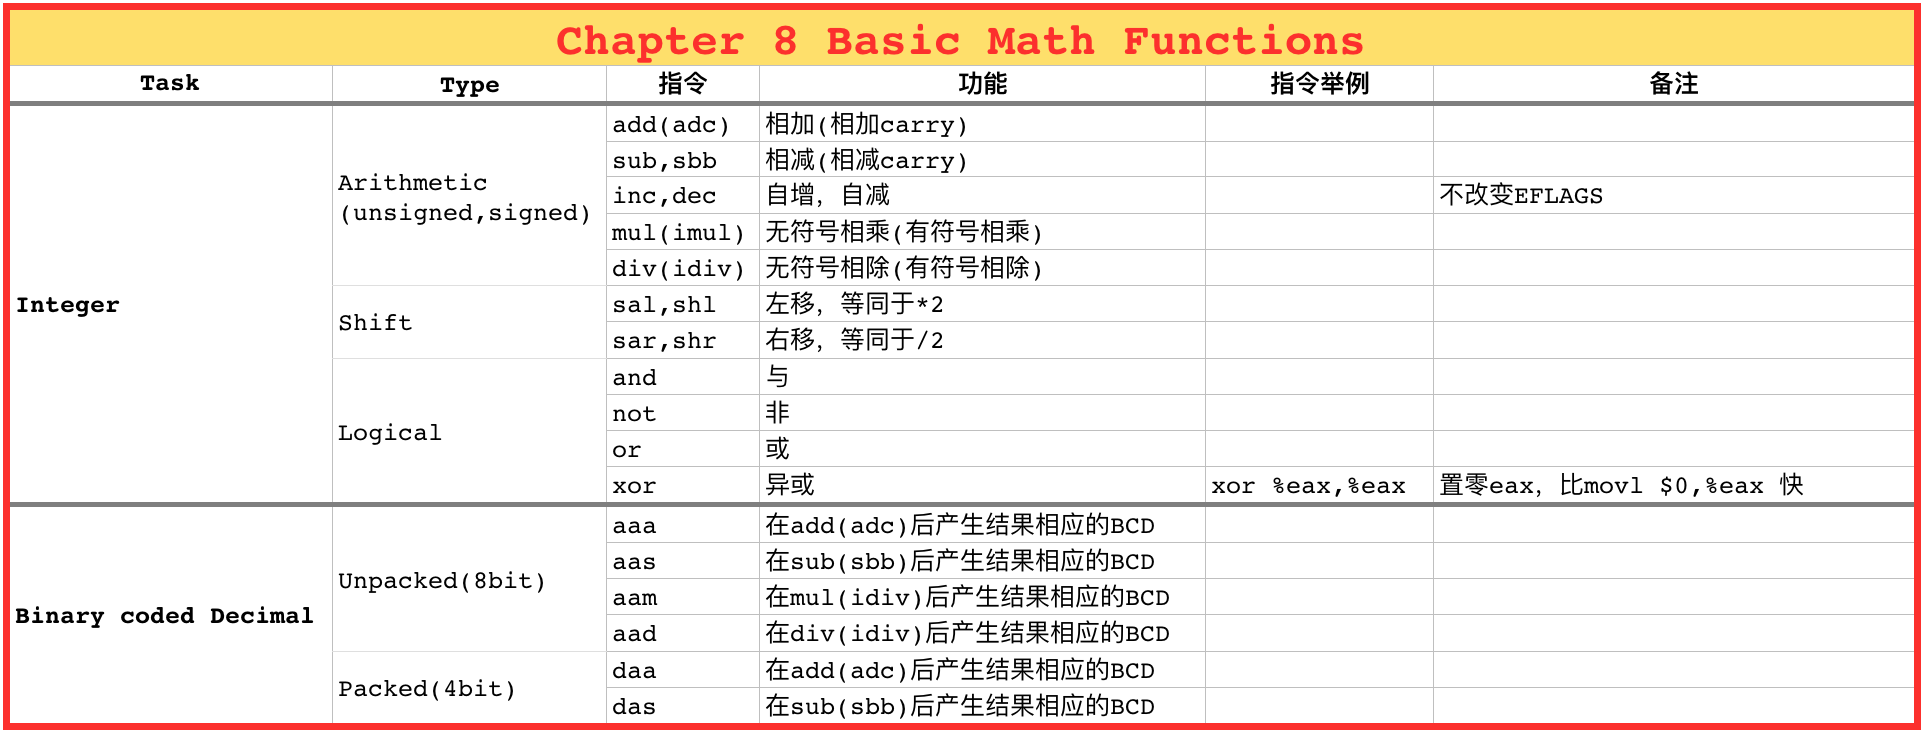 Chapter 8 Basic Math Functions
Task Type 指令 功能 指令举例 备注
Integer
Arithmetic
(unsigned,signed)
add(adc) 相加(相加carry)
sub,sbb 相减(相减carry)
inc,dec 自增，自减 不改变EFLAGS
mul(imul) 无符号相乘(有符号相乘)
div(idiv) 无符号相除(有符号相除)
Shift
sal,shl 左移，等同于*2
sar,shr 右移，等同于/2
Logical
and 与
not 非
or 或
xor 异或 xor %eax,%eax 置零eax，比movl $0,%eax 快
Binary coded Decimal
Unpacked(8bit)
aaa 在add(adc)后产生结果相应的BCD
aas 在sub(sbb)后产生结果相应的BCD
aam 在mul(idiv)后产生结果相应的BCD
aad 在div(idiv)后产生结果相应的BCD
Packed(4bit)
daa 在add(adc)后产生结果相应的BCD
das 在sub(sbb)后产生结果相应的BCD